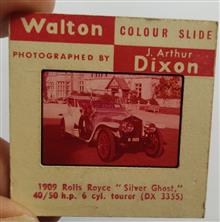 Walton
COLOUR SLIDE
PHOTOGRAPHED BY
J. Arthur
Dixon
1909 Rolls Royce "Silver Ghost,"
40/50 h.p. 6 cyl. tourer (DX 3355)